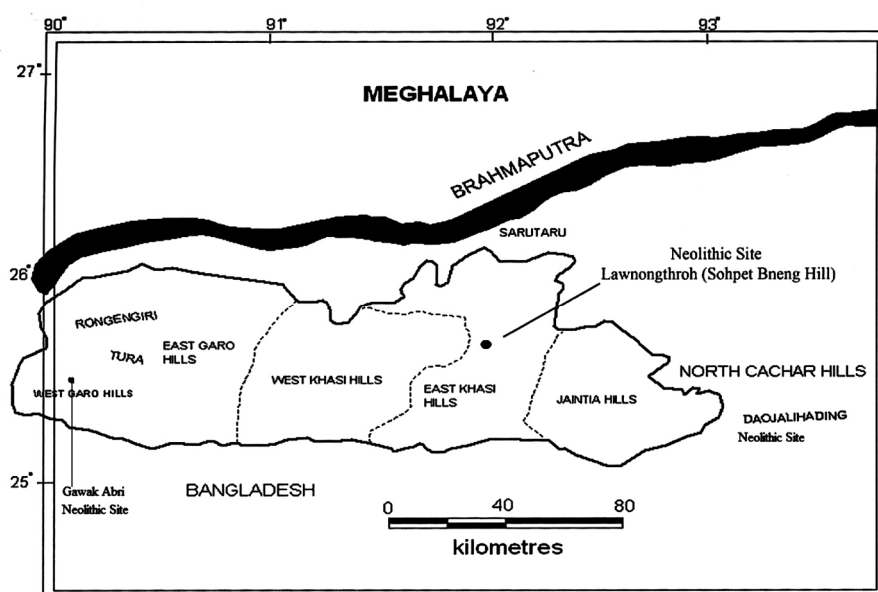 90° 91° 92° 93°
27°
MEGHALAYA
BRAHMAPUTRA
SARUTARU
Neolithic Site
Lawnongthroh (Sohpet Bneng Hill)
26°
RONGENGIRI
TURA
EAST GARO
HILLS
WEST GARO HILLS
WEST KHASI HILLS
EAST KHASI
HILLS
JAINTIA HILLS
NORTH CACHAR HILLS
DAOJALIHADING
Neolithic Site
25°
Gawak Abri
Neolithic Site
BANGLADESH
0 40 80
kilometres